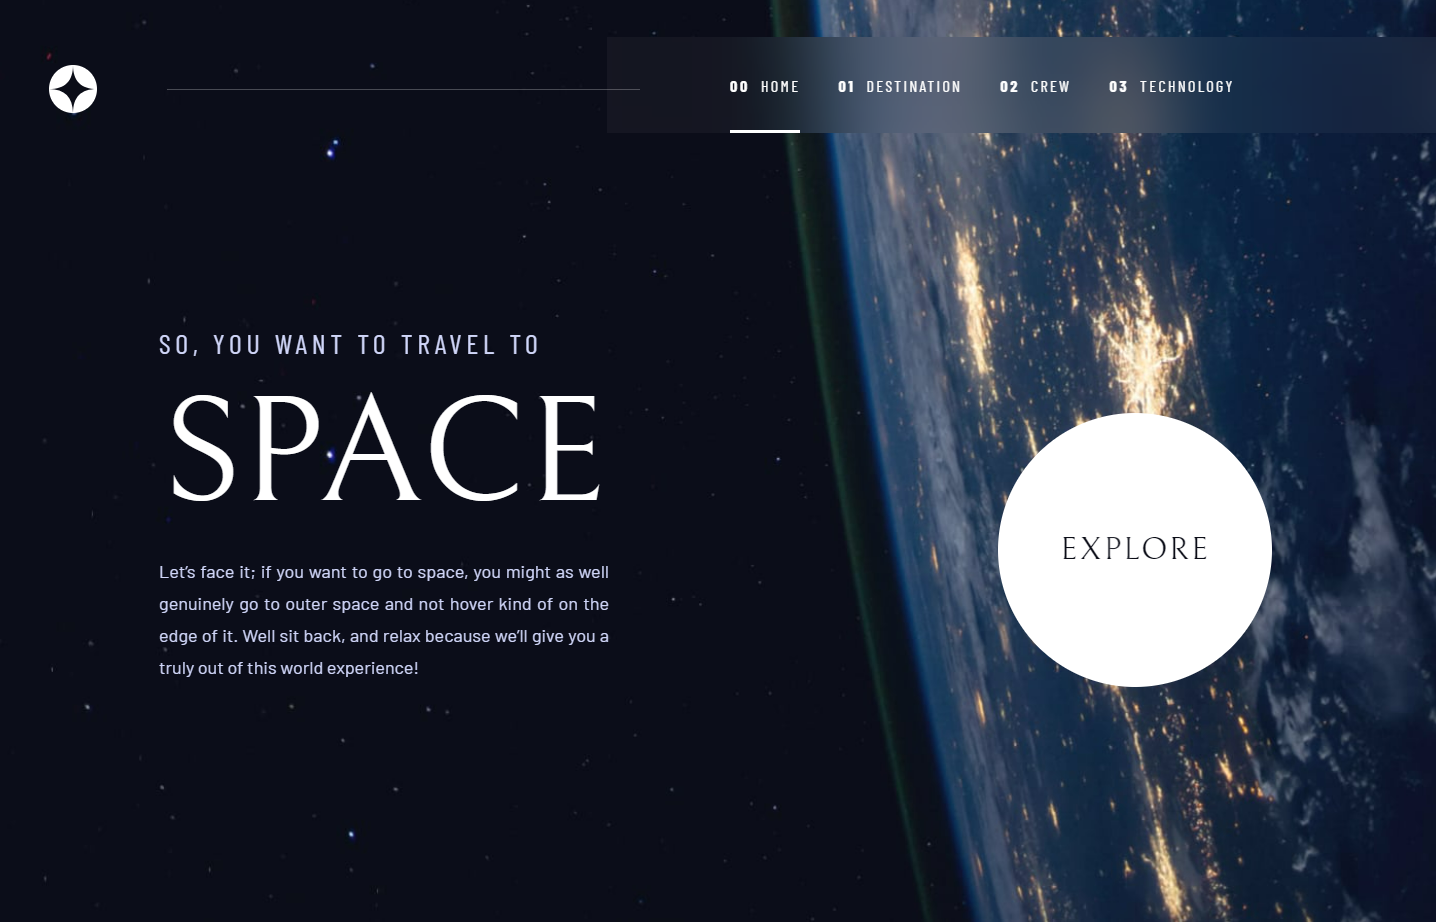 00 HOME 01 DESTINATION 02 CREW 03 TECHNOLOGY
SO, YOU WANT TO TRAVEL TO
SPACE
Let’s face it; if you want to go to space, you might as well
genuinely go to outer space and not hover kind of on the
edge of it. Well sit back, and relax because we’ll give you a
truly out of this world experience!
EXPLORE